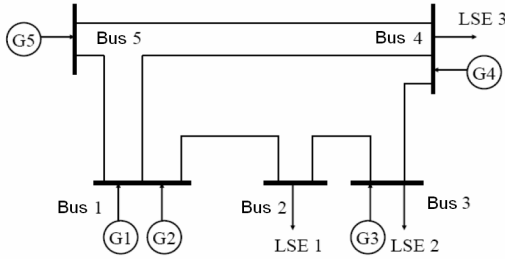 LSE 3
G5
Bus 5
Bus 4
G4
Bus 1
Bus 2
Bus 3
G1
G2
LSE 1
G3
LSE 2